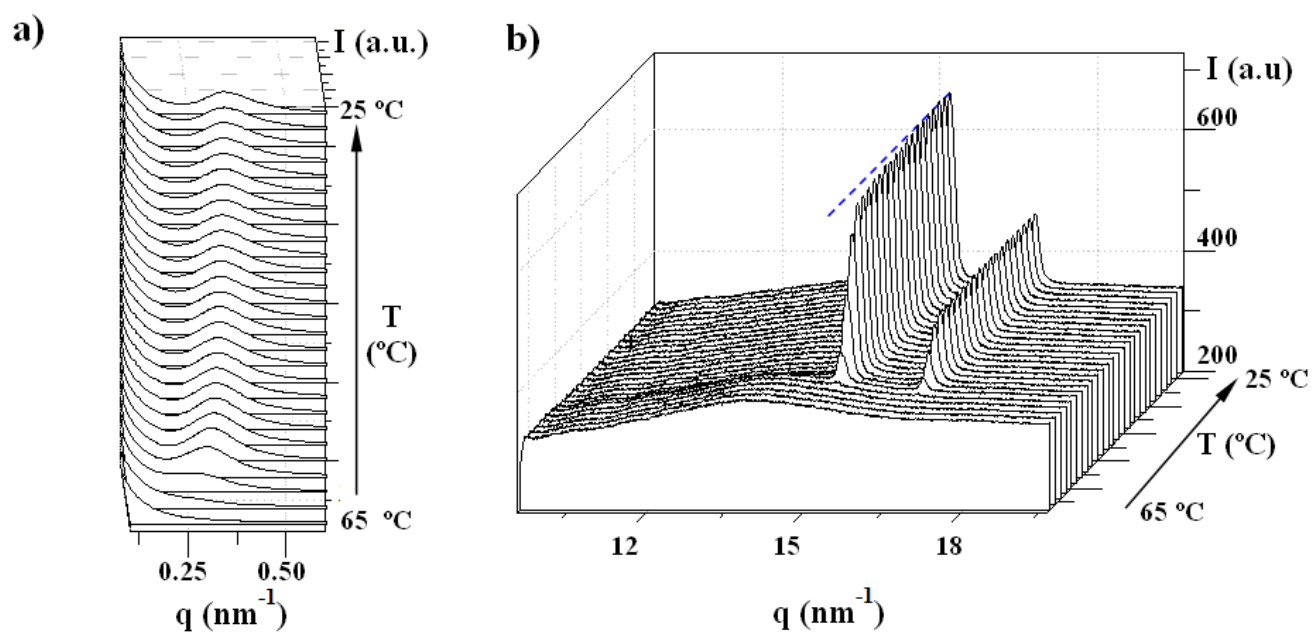 a)
I (a.u.)
25 ºC
T
(ºC)
65 ºC
0.25 0.50
q (nm⁻¹)
b)
I (a.u)
600
400
200
25 ºC
T (ºC)
65 ºC
12 15 18
q (nm⁻¹)